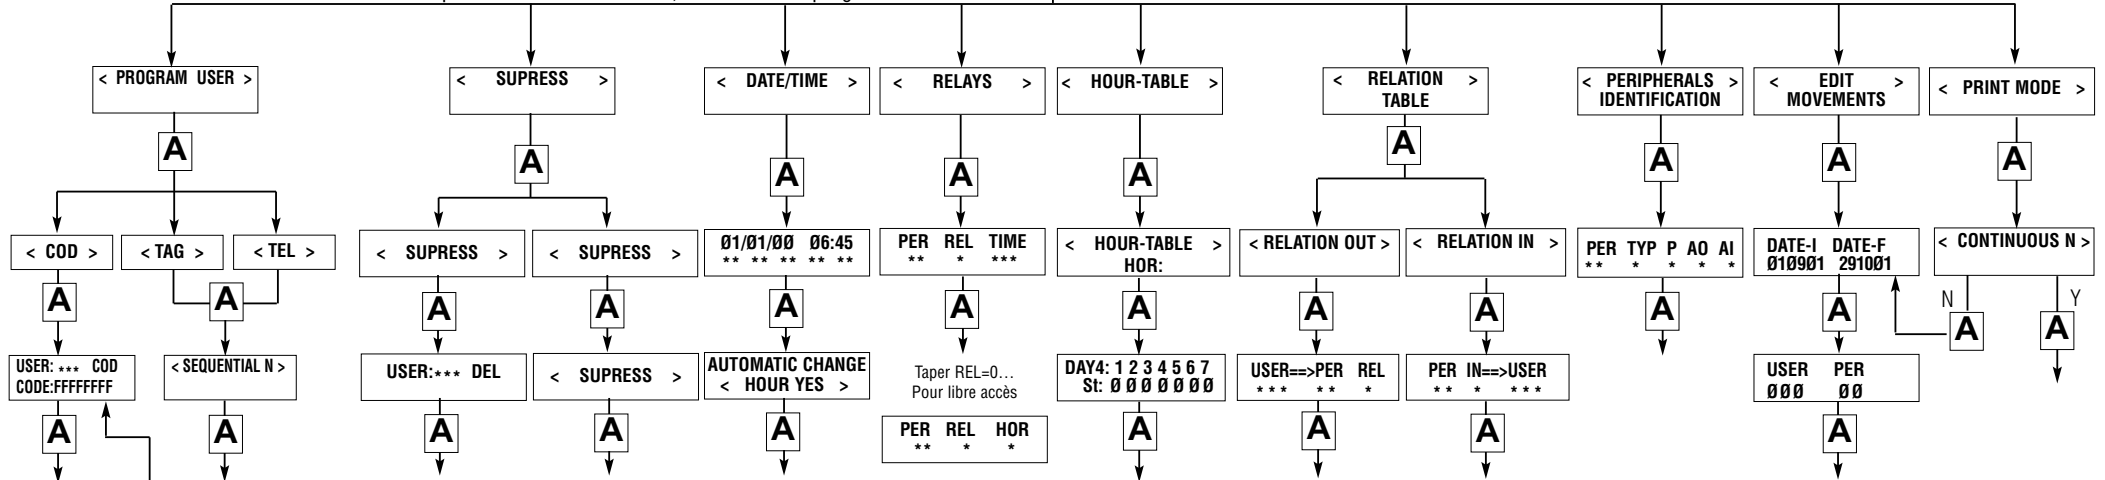 < PROGRAM USER >
< SUPRESS >
< DATE/TIME >
< RELAYS >
< HOUR-TABLE >
< RELATION
TABLE >
< PERIPHERALS >
IDENTIFICATION
< EDIT >
MOVEMENTS
< PRINT MODE >
A
A
A
A
A
A
A
A
A
< COD >
< TAG >
< TEL >
< SUPRESS >
< SUPRESS >
Ø1/Ø1/ØØ Ø6:45
** ** ** ** **
PER REL TIME
** * ***
< HOUR-TABLE >
HOR:
< RELATION OUT >
< RELATION IN >
PER TYP P AO AI
** * * * *
DATE-I DATE-F
Ø1Ø9Ø1 291ØØ1
< CONTINUOUS N >
A
A
A
A
A
A
A
A
A
A
A
N
A
Y
A
USER: *** COD
CODE:FFFFFFFF
< SEQUENTIAL N >
USER:*** DEL
< SUPRESS >
AUTOMATIC CHANGE
< HOUR YES >
Taper REL=0...
Pour libre accès
PER REL HOR
** * *
DAY4: 1 2 3 4 5 6 7
St: Ø Ø Ø Ø Ø Ø Ø
USER==>PER REL
*** ** *
PER IN==>USER
** * ***
USER PER
ØØØ ØØ
A
A
A
A
A
A
A
A
A